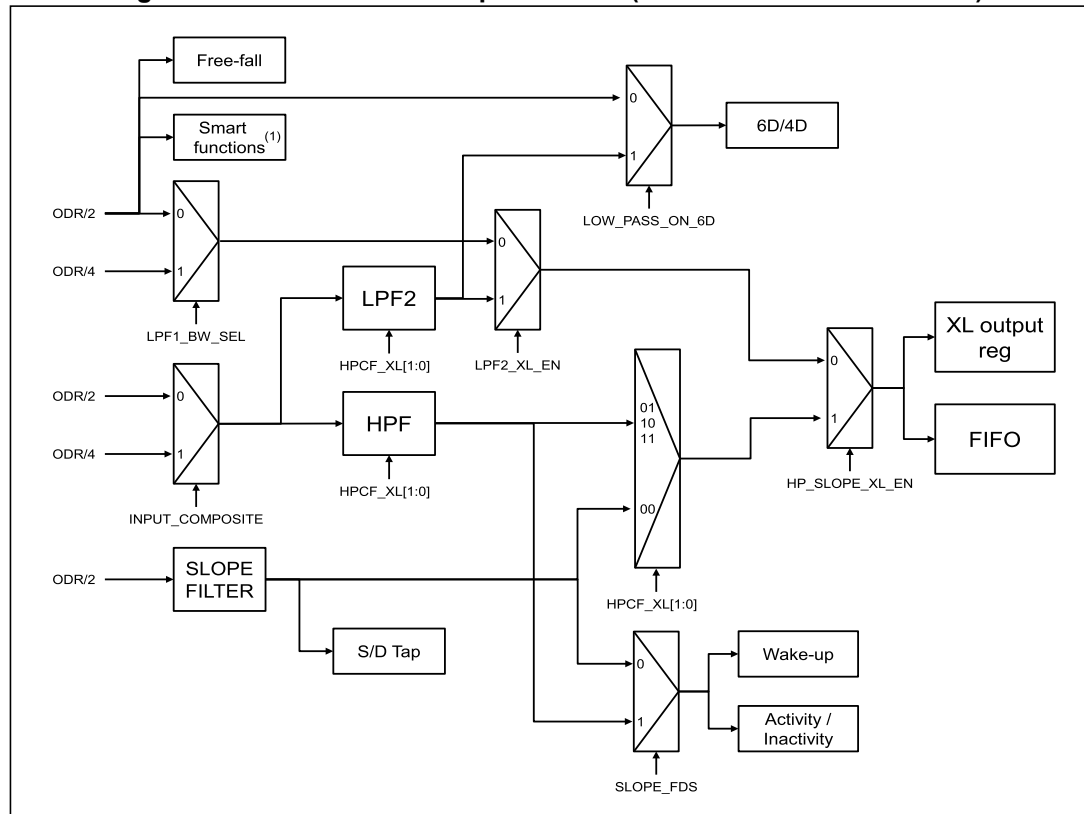 Free-fall
0
6D/4D
Smart
functions(1)
1
LOW_PASS_ON_6D
ODR/2
0
0
ODR/4
1
LPF2
1
XL output
reg
LPF1_BW_SEL
HPCF_XL[1:0]
LPF2_XL_EN
0
ODR/2
0
01
10
11
HPF
1
FIFO
ODR/4
1
HPCF_XL[1:0]
HP_SLOPE_XL_EN
INPUT_COMPOSITE
00
ODR/2
SLOPE
FILTER
HPCF_XL[1:0]
S/D Tap
0
Wake-up
1
Activity /
Inactivity
SLOPE_FDS